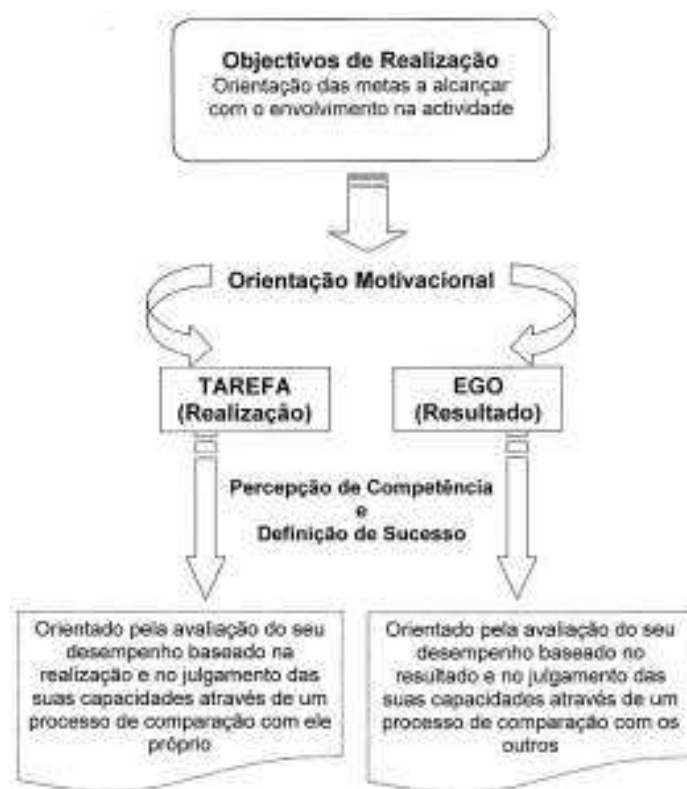 Objectivos de Realização
Orientação das metas a alcançar
com o envolvimento na actividade
Orientação Motivacional
TAREFA
(Realização)
EGO
(Resultado)
Percepção de Competência
e
Definição de Sucesso
Orientado pela avaliação do seu
desempenho baseado na
realização e no julgamento das
suas capacidades através de um
processo de comparação com ele
próprio
Orientado pela avaliação do seu
desempenho baseado no
resultado e no julgamento das
suas capacidades através de um
processo de comparação com os
outros